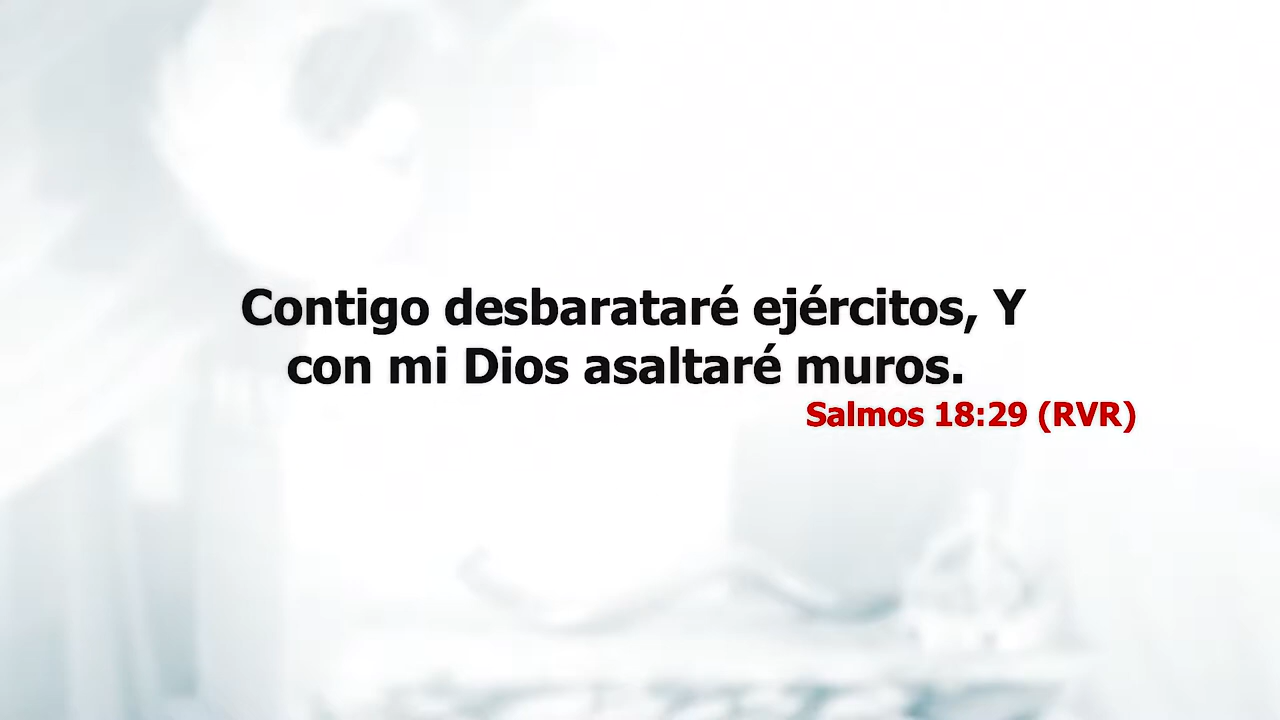 Contigo desbarataré ejércitos, Y
con mi Dios asaltaré muros.
Salmos 18:29 (RVR)